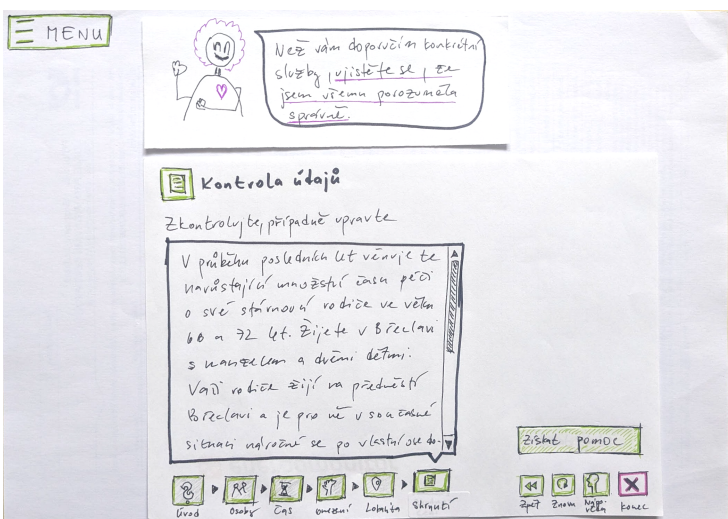 MENU
Než vám doporučím konkrétní
služby, ujistěte se, že
jsem všemu porozuměla
správně.
Kontrola údajů
Zkontrolujte, případně upravte
V průběhu posledních let věnujete
narůstající množství času péči
o své stárnoucí rodiče ve věku
68 a 72 let. Žijete v Břeclavi
s manželem a dvěmi dětmi.
Vaši rodiče žijí na předměstí
Břeclavi a je pro ně v současné
situaci náročné se po vlastní ose do-
Získat pomoc
Úvod Osoby Čas Omezení Lokalita Shrnutí
Zpět Znovu Nápověda Konec